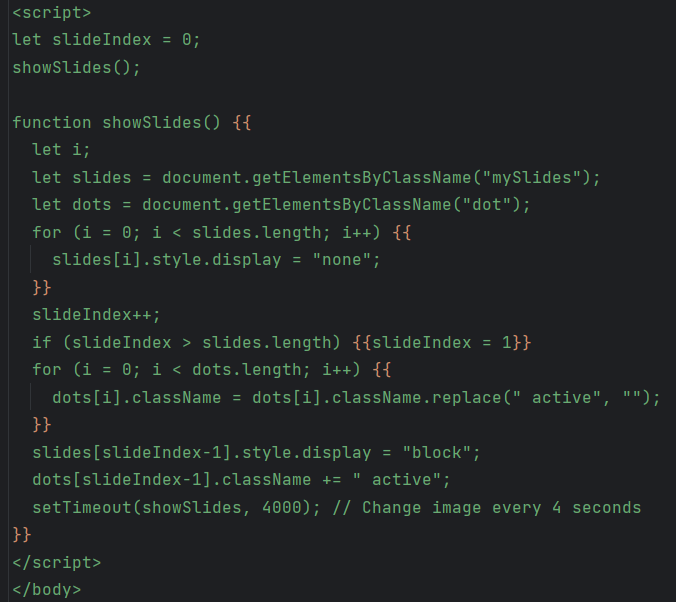 <script>
let slideIndex = 0;
showSlides();

function showSlides() {{
  let i;
  let slides = document.getElementsByClassName("mySlides");
  let dots = document.getElementsByClassName("dot");
  for (i = 0; i < slides.length; i++) {{
    slides[i].style.display = "none";
  }}
  slideIndex++;
  if (slideIndex > slides.length) {{slideIndex = 1}}
  for (i = 0; i < dots.length; i++) {{
    dots[i].className = dots[i].className.replace(" active", "");
  }}
  slides[slideIndex-1].style.display = "block";
  dots[slideIndex-1].className += " active";
  setTimeout(showSlides, 4000); // Change image every 4 seconds
}}
</script>
</body>